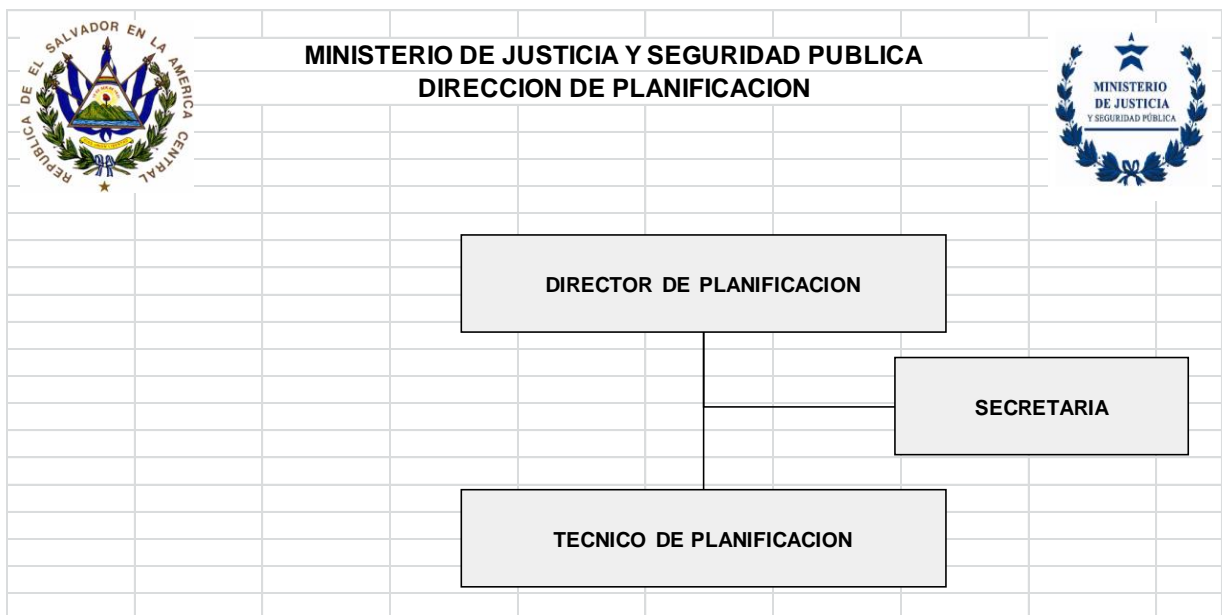 REPUBLICA DE EL SALVADOR EN LA AMERICA CENTRAL
MINISTERIO DE JUSTICIA Y SEGURIDAD PUBLICA
DIRECCION DE PLANIFICACION
MINISTERIO
DE JUSTICIA
Y SEGURIDAD PÚBLICA
DIRECTOR DE PLANIFICACION
SECRETARIA
TECNICO DE PLANIFICACION